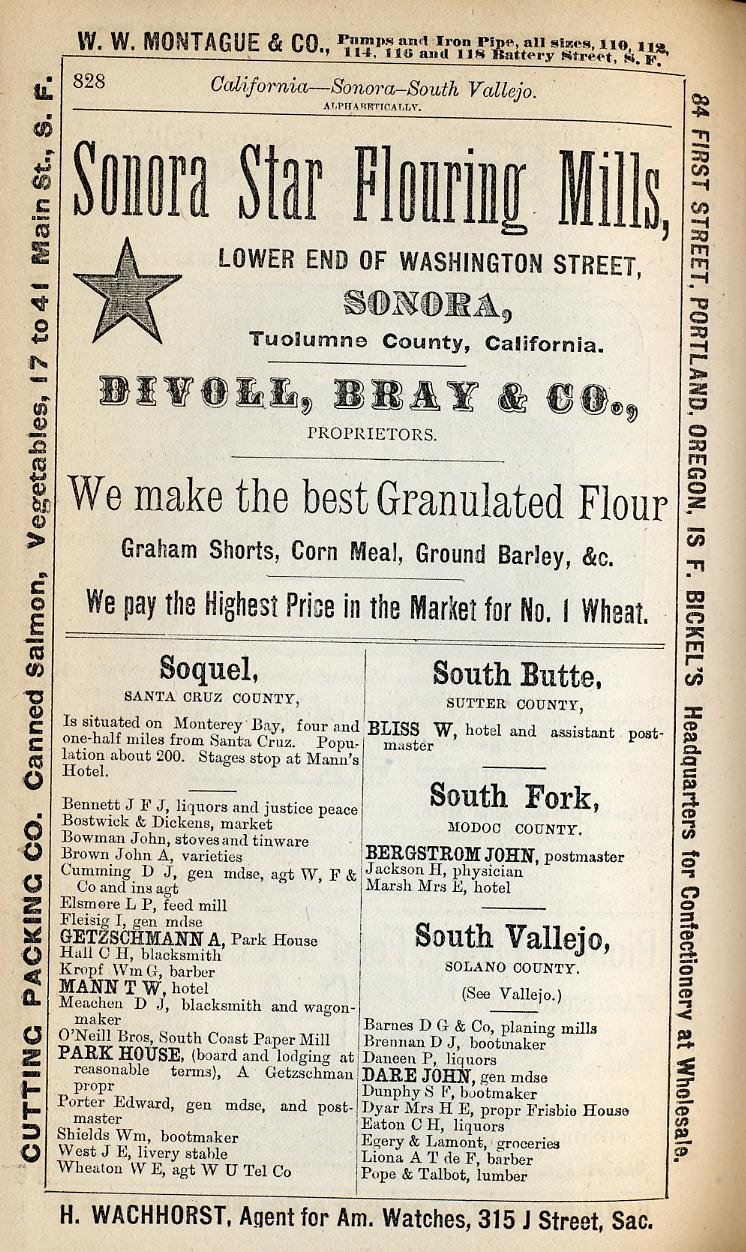 W. W. MONTAGUE & CO., Pumps and Iron Pipe, all sizes, 110, 112,
114, 116 and 118 Battery Street, S. F.
828
California—Sonora–South Vallejo.
ALPHABETICALLY.
Sonora Star Flouring Mills,
LOWER END OF WASHINGTON STREET,
SONORA,
Tuolumne County, California.
DIVOLL, BRAY & CO.,
PROPRIETORS.
We make the best Granulated Flour
Graham Shorts, Corn Meal, Ground Barley, &c.
We pay the Highest Price in the Market for No. 1 Wheat.
Soquel,
SANTA CRUZ COUNTY,
Is situated on Monterey Bay, four and
one-half miles from Santa Cruz. Popu-
lation about 200. Stages stop at Mann's
Hotel.
Bennett J F J, liquors and justice peace
Bostwick & Dickens, market
Bowman John, stoves and tinware
Brown John A, varieties
Cumming D J, gen mdse, agt W, F &
Co and ins agt
Elsmore L P, feed mill
Fleisig I, gen mdse
GETZSCHMANN A, Park House
Hall C H, blacksmith
Kropf Wm G, barber
MANN T W, hotel
Meachen D J, blacksmith and wagon-
maker
O'Neill Bros, South Coast Paper Mill
PARK HOUSE, (board and lodging at
reasonable terms), A Getzschman
propr
Porter Edward, gen mdse, and post-
master
Shields Wm, bootmaker
West J E, livery stable
Wheaton W E, agt W U Tel Co
South Butte,
SUTTER COUNTY,
BLISS W, hotel and assistant post-
master
South Fork,
MODOC COUNTY.
BERGSTROM JOHN, postmaster
Jackson H, physician
Marsh Mrs E, hotel
South Vallejo,
SOLANO COUNTY.
(See Vallejo.)
Barnes D G & Co, planing mills
Brennan D J, bootmaker
Daneen P, liquors
DARE JOHN, gen mdse
Dunphy S F, bootmaker
Dyar Mrs H E, propr Frisbie House
Eaton C H, liquors
Egery & Lamont, groceries
Liona A T de F, barber
Pope & Talbot, lumber
H. WACHHORST, Agent for Am. Watches, 315 J Street, Sac.
CUTTING PACKING CO. Canned Salmon, Vegetables, 17 to 41 Main St., S. F.
84 FIRST STREET, PORTLAND, OREGON, IS F. BICKEL'S Headquarters for Confectionery at Wholesale.